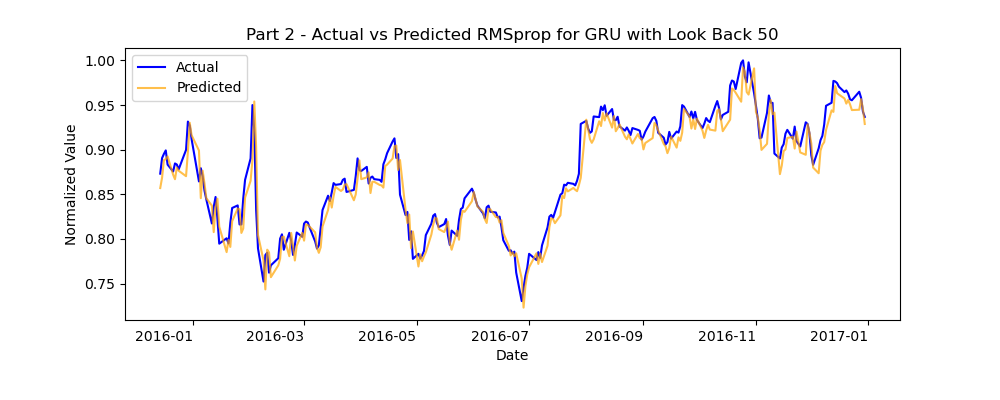 Part 2 - Actual vs Predicted RMSprop for GRU with Look Back 50
Actual
Predicted
Normalized Value
1.00
0.95
0.90
0.85
0.80
0.75
2016-01
2016-03
2016-05
2016-07
2016-09
2016-11
2017-01
Date